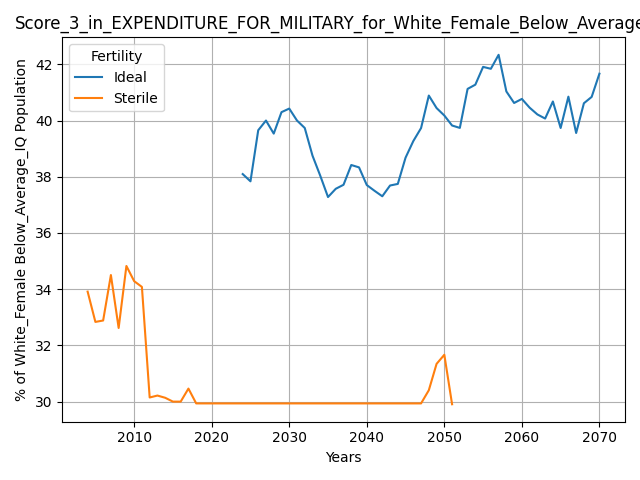 Score_3_in_EXPENDITURE_FOR_MILITARY_for_White_Female_Below_Average
Fertility
Ideal
Sterile
% of White_Female Below_Average_IQ Population
42
40
38
36
34
32
30
2010 2020 2030 2040 2050 2060 2070
Years